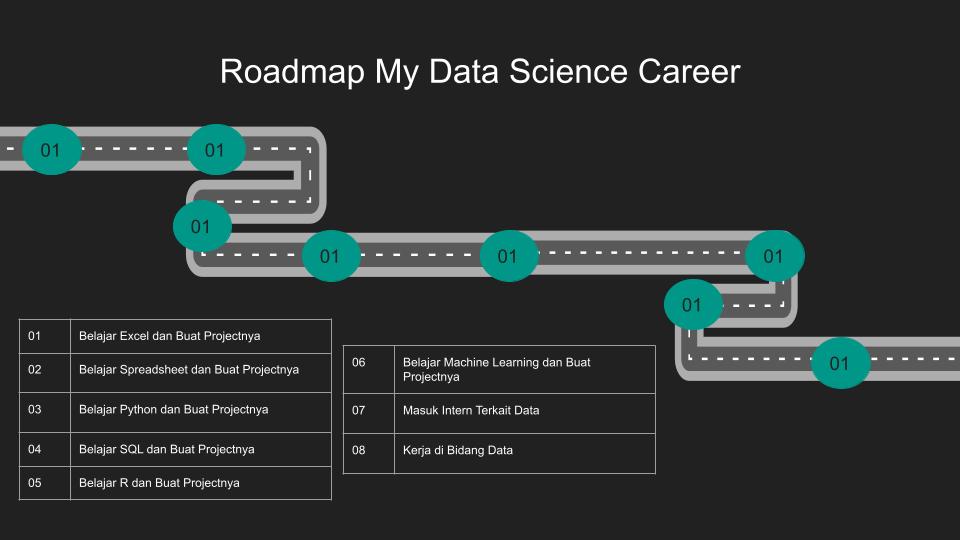 Roadmap My Data Science Career
01
01
01
01
01
01
01
01
01 Belajar Excel dan Buat Projectnya
02 Belajar Spreadsheet dan Buat Projectnya
03 Belajar Python dan Buat Projectnya
04 Belajar SQL dan Buat Projectnya
05 Belajar R dan Buat Projectnya
06 Belajar Machine Learning dan Buat
Projectnya
07 Masuk Intern Terkait Data
08 Kerja di Bidang Data